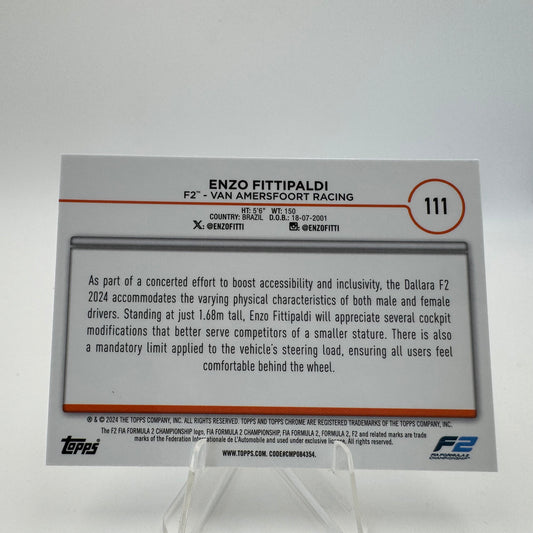 ENZO FITTIPALDI
F2™ - VAN AMERSFOORT RACING
111
HT: 5'6" WT: 150
COUNTRY: BRAZIL D.O.B.: 18-07-2001
X: @ENZOFITTI : @ENZOFITTI
As part of a concerted effort to boost accessibility and inclusivity, the Dallara F2
2024 accommodates the varying physical characteristics of both male and female
drivers. Standing at just 1.68m tall, Enzo Fittipaldi will appreciate several cockpit
modifications that better serve competitors of a smaller stature. There is also
a mandatory limit applied to the vehicle's steering load, ensuring all users feel
comfortable behind the wheel.
® & © 2024 THE TOPPS COMPANY, INC. ALL RIGHTS RESERVED. TOPPS AND TOPPS CHROME ARE REGISTERED TRADEMARKS OF THE TOPPS COMPANY, INC.
The F2 FIA FORMULA 2 CHAMPIONSHIP logo, FIA FORMULA 2 CHAMPIONSHIP, FIA FORMULA 2, F2 and related marks are trade
marks of the Federation Internationale de L'Automobile and used under exclusive license. All rights reserved.
Topps
WWW.TOPPS.COM. CODE#CMP084354.
F2
FIA FORMULA 2
CHAMPIONSHIP